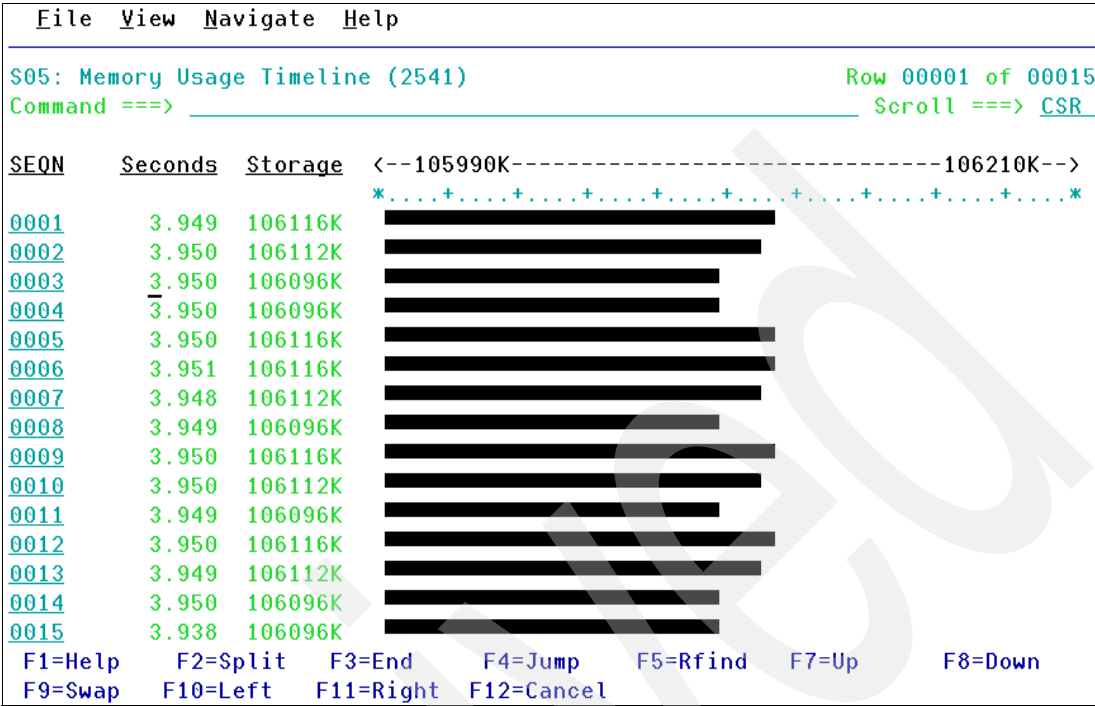 File View Navigate Help
S05: Memory Usage Timeline (2541) Row 00001 of 00015
Command ===> Scroll ===> CSR
SEQN Seconds Storage <--105990K-------------------------------106210K-->
*....+....+....+....+....+....+....+....+....+....*
0001 3.949 106116K
0002 3.950 106112K
0003 3.950 106096K
0004 3.950 106096K
0005 3.950 106116K
0006 3.951 106116K
0007 3.948 106112K
0008 3.949 106096K
0009 3.950 106116K
0010 3.950 106112K
0011 3.949 106096K
0012 3.950 106116K
0013 3.949 106112K
0014 3.950 106096K
0015 3.938 106096K
F1=Help F2=Split F3=End F4=Jump F5=Rfind F7=Up F8=Down
F9=Swap F10=Left F11=Right F12=Cancel